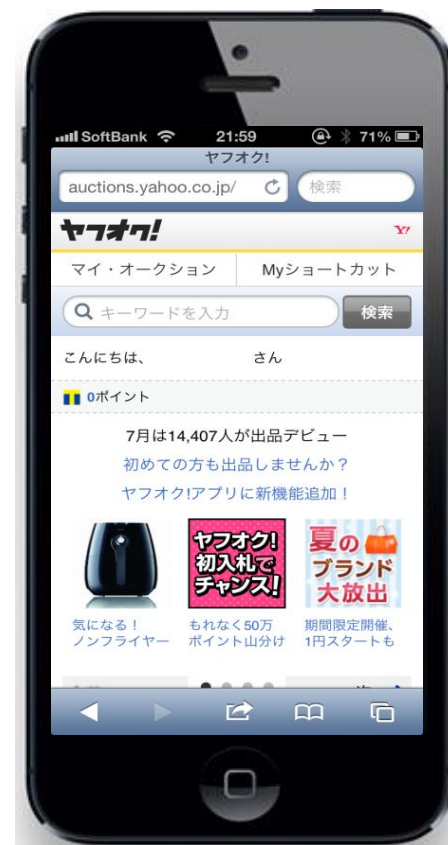 SoftBank 21:59 71%
ヤフオク!
auctions.yahoo.co.jp/ 検索
ヤフオク! Y!
マイ・オークション Myショートカット
キーワードを入力 検索
こんにちは、 さん
0ポイント
7月は14,407人が出品デビュー
初めての方も出品しませんか？
ヤフオク!アプリに新機能追加！
ヤフオク!
初入札で
チャンス!
夏の
ブランド
大放出
気になる！
ノンフライヤー
もれなく50万
ポイント山分け
期間限定開催、
1円スタートも